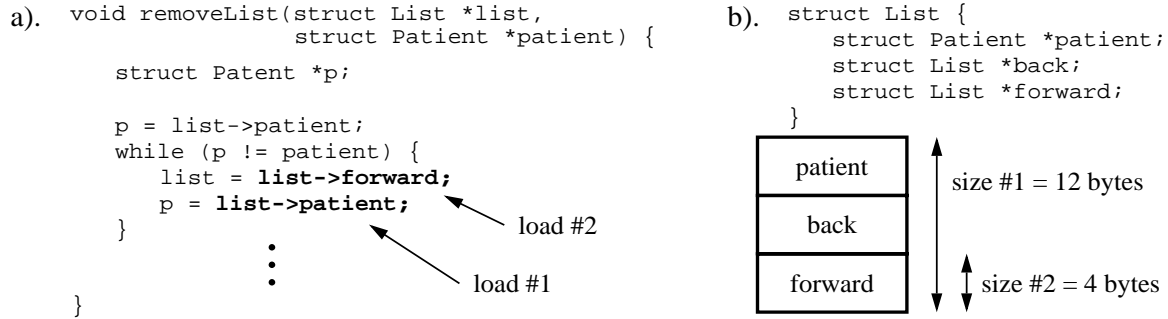 a). void removeList(struct List *list,
struct Patient *patient) {
struct Patent *p;
p = list->patient;
while (p != patient) {
list = list->forward;
p = list->patient;
}
load #2
load #1
}
b). struct List {
struct Patient *patient;
struct List *back;
struct List *forward;
}
patient
back
forward
size #1 = 12 bytes
size #2 = 4 bytes